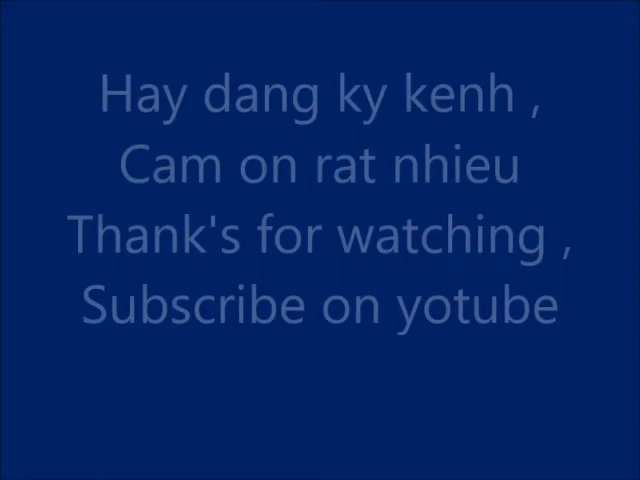 Hay dang ky kenh ,
Cam on rat nhieu
Thank's for watching ,
Subscribe on yotube